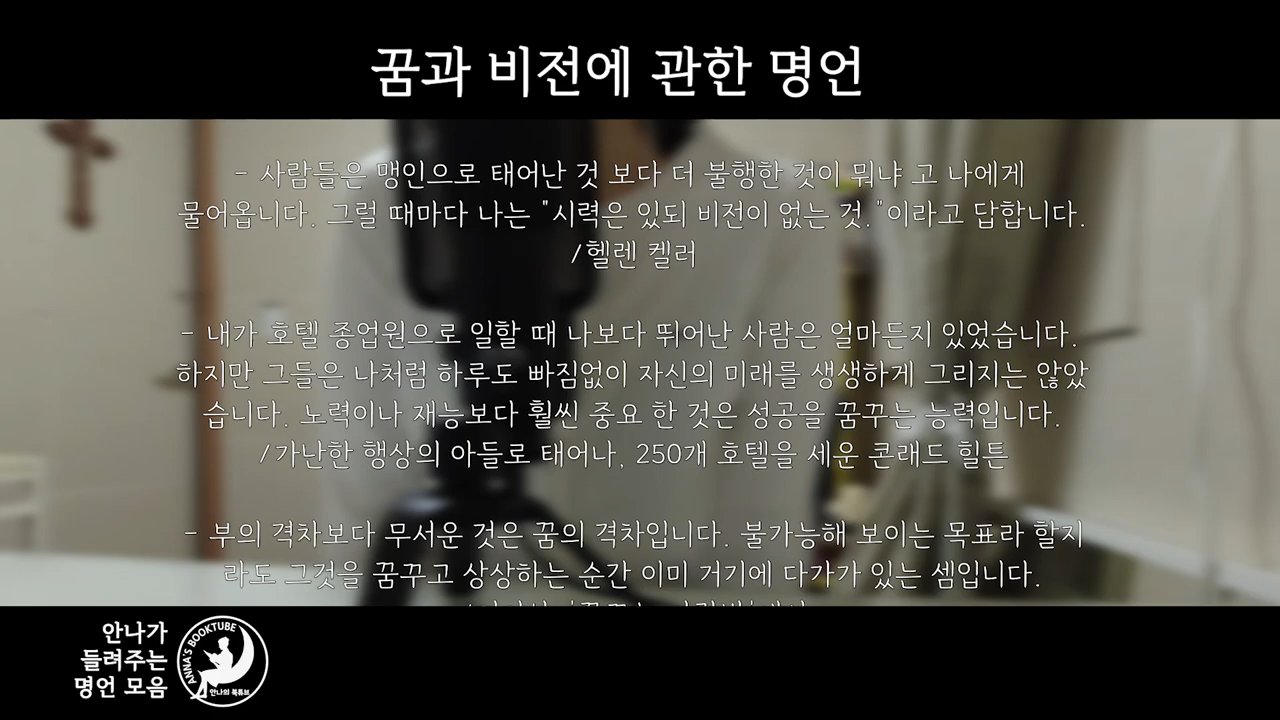 꿈과 비전에 관한 명언
- 사람들은 맹인으로 태어난 것 보다 더 불행한 것이 뭐냐 고 나에게
물어옵니다. 그럴 때마다 나는 "시력은 있되 비전이 없는 것."이라고 답합니다.
/헬렌 켈러
- 내가 호텔 종업원으로 일할 때 나보다 뛰어난 사람은 얼마든지 있었습니다.
하지만 그들은 나처럼 하루도 빠짐없이 자신의 미래를 생생하게 그리지는 않았
습니다. 노력이나 재능보다 훨씬 중요 한 것은 성공을 꿈꾸는 능력입니다.
/가난한 행상의 아들로 태어나, 250개 호텔을 세운 콘래드 힐튼
- 부의 격차보다 무서운 것은 꿈의 격차입니다. 불가능해 보이는 목표라 할지
라도 그것을 꿈꾸고 상상하는 순간 이미 거기에 다가가 있는 셈입니다.
안나가
들려주는
명언 모음
ANNA'S BOOKTUBE
안나의 북튜브